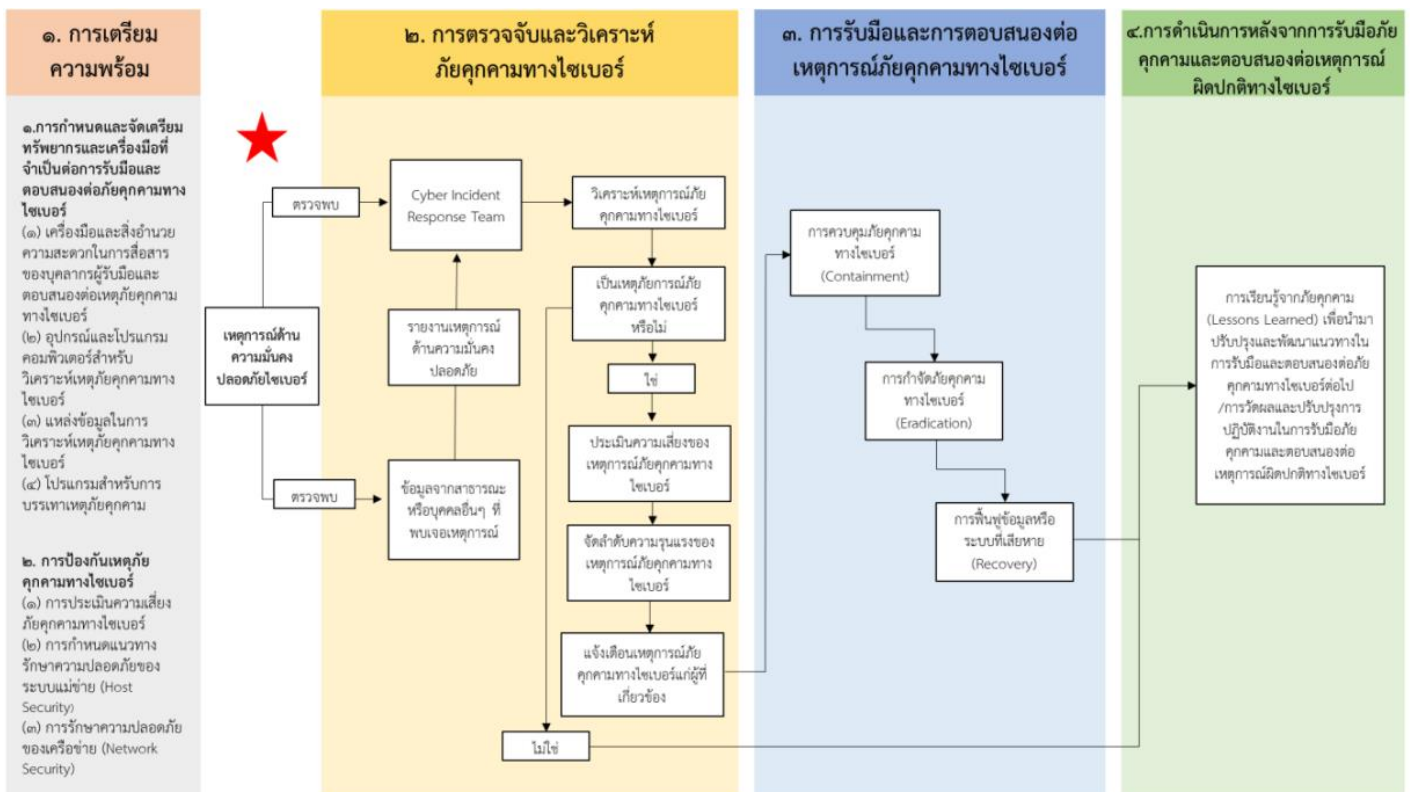 ๑. การเตรียม
ความพร้อม
๒. การตรวจจับและวิเคราะห์
ภัยคุกคามทางไซเบอร์
๓. การรับมือและการตอบสนองต่อ
เหตุการณ์ภัยคุกคามทางไซเบอร์
๔.การดำเนินการหลังจากการรับมือภัย
คุกคามและตอบสนองต่อเหตุการณ์
ผิดปกติทางไซเบอร์
๑.การกำหนดและจัดเตรียม
ทรัพยากรและเครื่องมือที่
จำเป็นต่อการรับมือและ
ตอบสนองต่อภัยคุกคามทาง
ไซเบอร์
(๑) เครื่องมือและสิ่งอำนวย
ความสะดวกในการสื่อสาร
ของบุคลากรผู้รับมือและ
ตอบสนองต่อเหตุภัยคุกคาม
ทางไซเบอร์
(๒) อุปกรณ์และโปรแกรม
คอมพิวเตอร์สำหรับ
วิเคราะห์เหตุภัยคุกคามทาง
ไซเบอร์
(๓) แหล่งข้อมูลในการ
วิเคราะห์เหตุภัยคุกคามทาง
ไซเบอร์
(๔) โปรแกรมสำหรับการ
บรรเทาเหตุภัยคุกคาม
๒. การป้องกันเหตุภัย
คุกคามทางไซเบอร์
(๑) การประเมินความเสี่ยง
ภัยคุกคามทางไซเบอร์
(๒) การกำหนดแนวทาง
รักษาความปลอดภัยของ
ระบบแม่ข่าย (Host
Security)
(๓) การรักษาความปลอดภัย
ของเครือข่าย (Network
Security)
เหตุการณ์ด้าน
ความมั่นคง
ปลอดภัยไซเบอร์
ตรวจพบ
ตรวจพบ
Cyber Incident
Response Team
รายงานเหตุการณ์
ด้านความมั่นคง
ปลอดภัย
ข้อมูลจากสาธารณะ
หรือบุคคลอื่นๆ ที่
พบเจอเหตุการณ์
วิเคราะห์เหตุการณ์ภัย
คุกคามทางไซเบอร์
เป็นเหตุภัยการณ์ภัย
คุกคามทางไซเบอร์
หรือไม่
ใช่
ประเมินความเสี่ยงของ
เหตุการณ์ภัยคุกคามทาง
ไซเบอร์
จัดลำดับความรุนแรงของ
เหตุการณ์ภัยคุกคามทาง
ไซเบอร์
แจ้งเตือนเหตุการณ์ภัย
คุกคามทางไซเบอร์แก่ผู้ที่
เกี่ยวข้อง
ไม่ใช่
การควบคุมภัยคุกคาม
ทางไซเบอร์
(Containment)
การกำจัดภัยคุกคาม
ทางไซเบอร์
(Eradication)
การฟื้นฟูข้อมูลหรือ
ระบบที่เสียหาย
(Recovery)
การเรียนรู้จากภัยคุกคาม
(Lessons Learned) เพื่อนำมา
ปรับปรุงและพัฒนาแนวทางใน
การรับมือและตอบสนองต่อภัย
คุกคามทางไซเบอร์ต่อไป
/การวัดผลและปรับปรุงการ
ปฏิบัติงานในการรับมือภัย
คุกคามและตอบสนองต่อ
เหตุการณ์ผิดปกติทางไซเบอร์